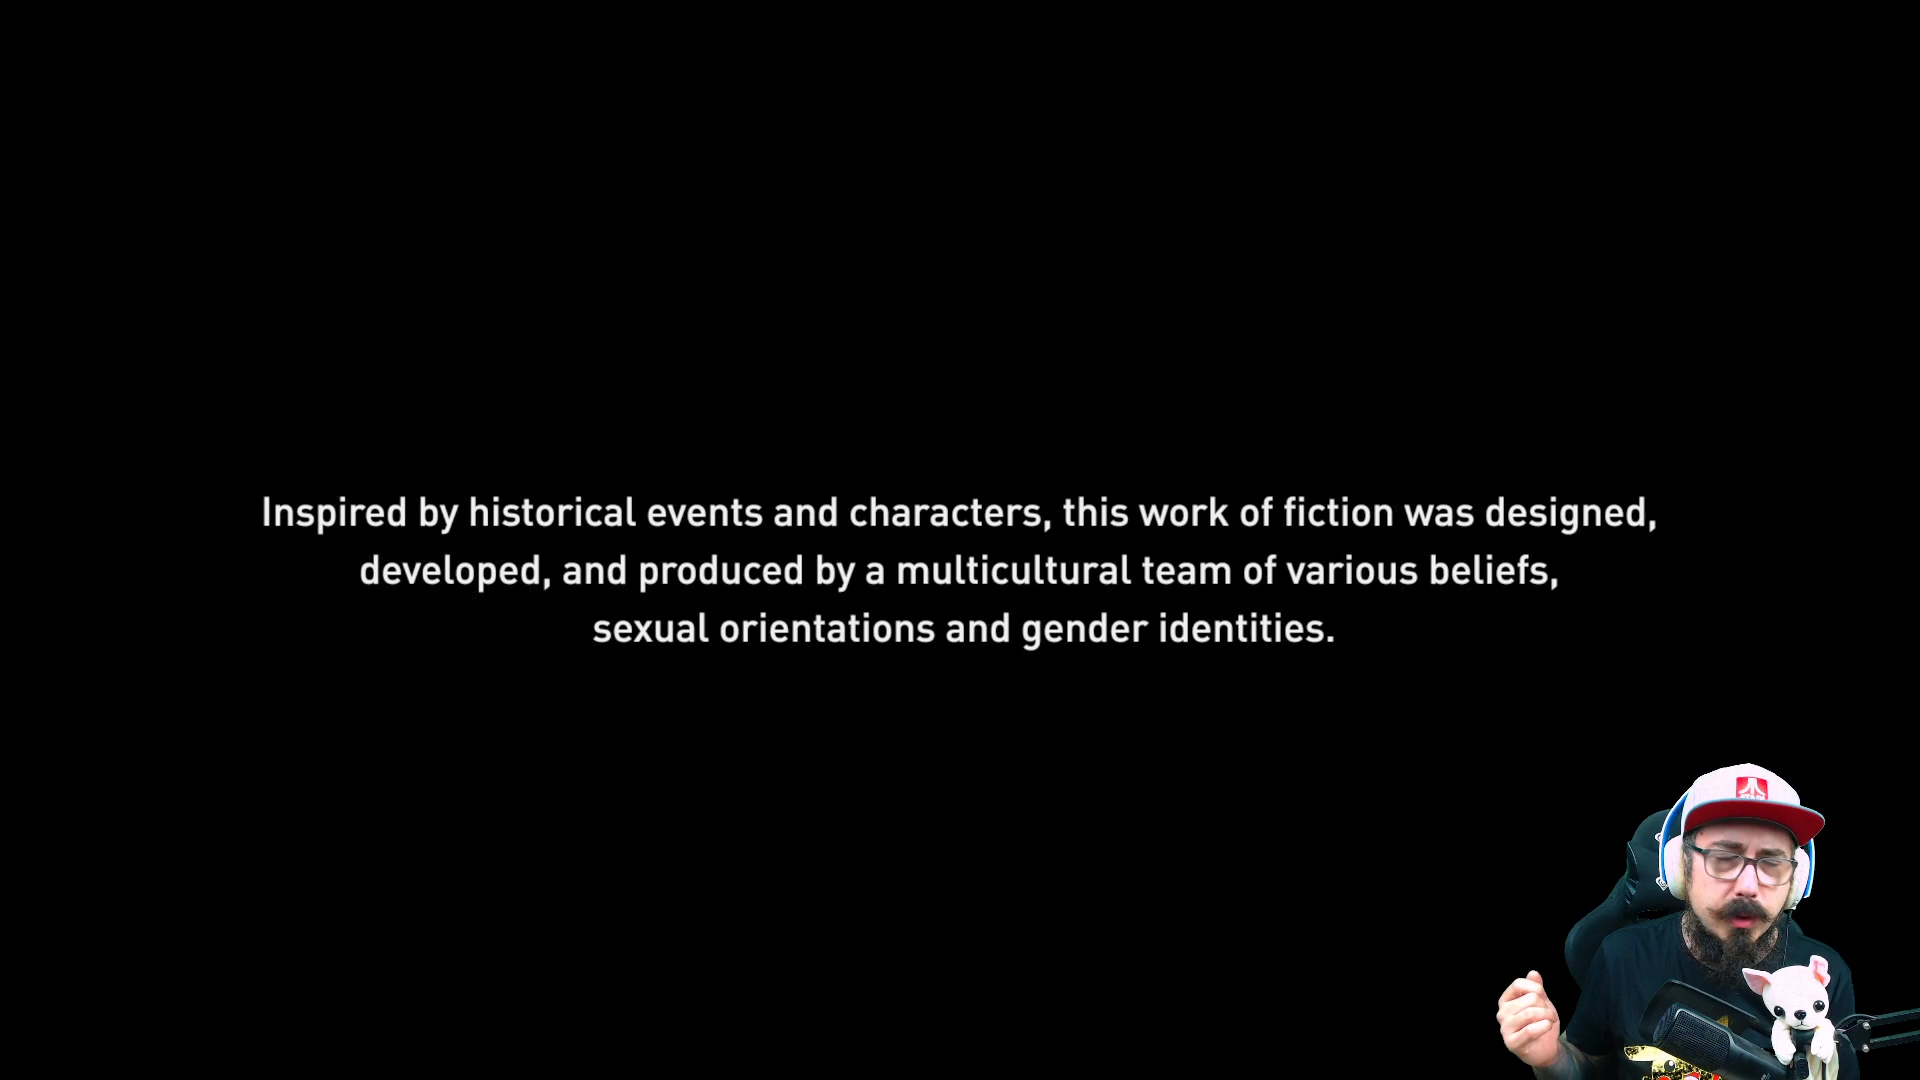 Inspired by historical events and characters, this work of fiction was designed,
developed, and produced by a multicultural team of various beliefs,
sexual orientations and gender identities.